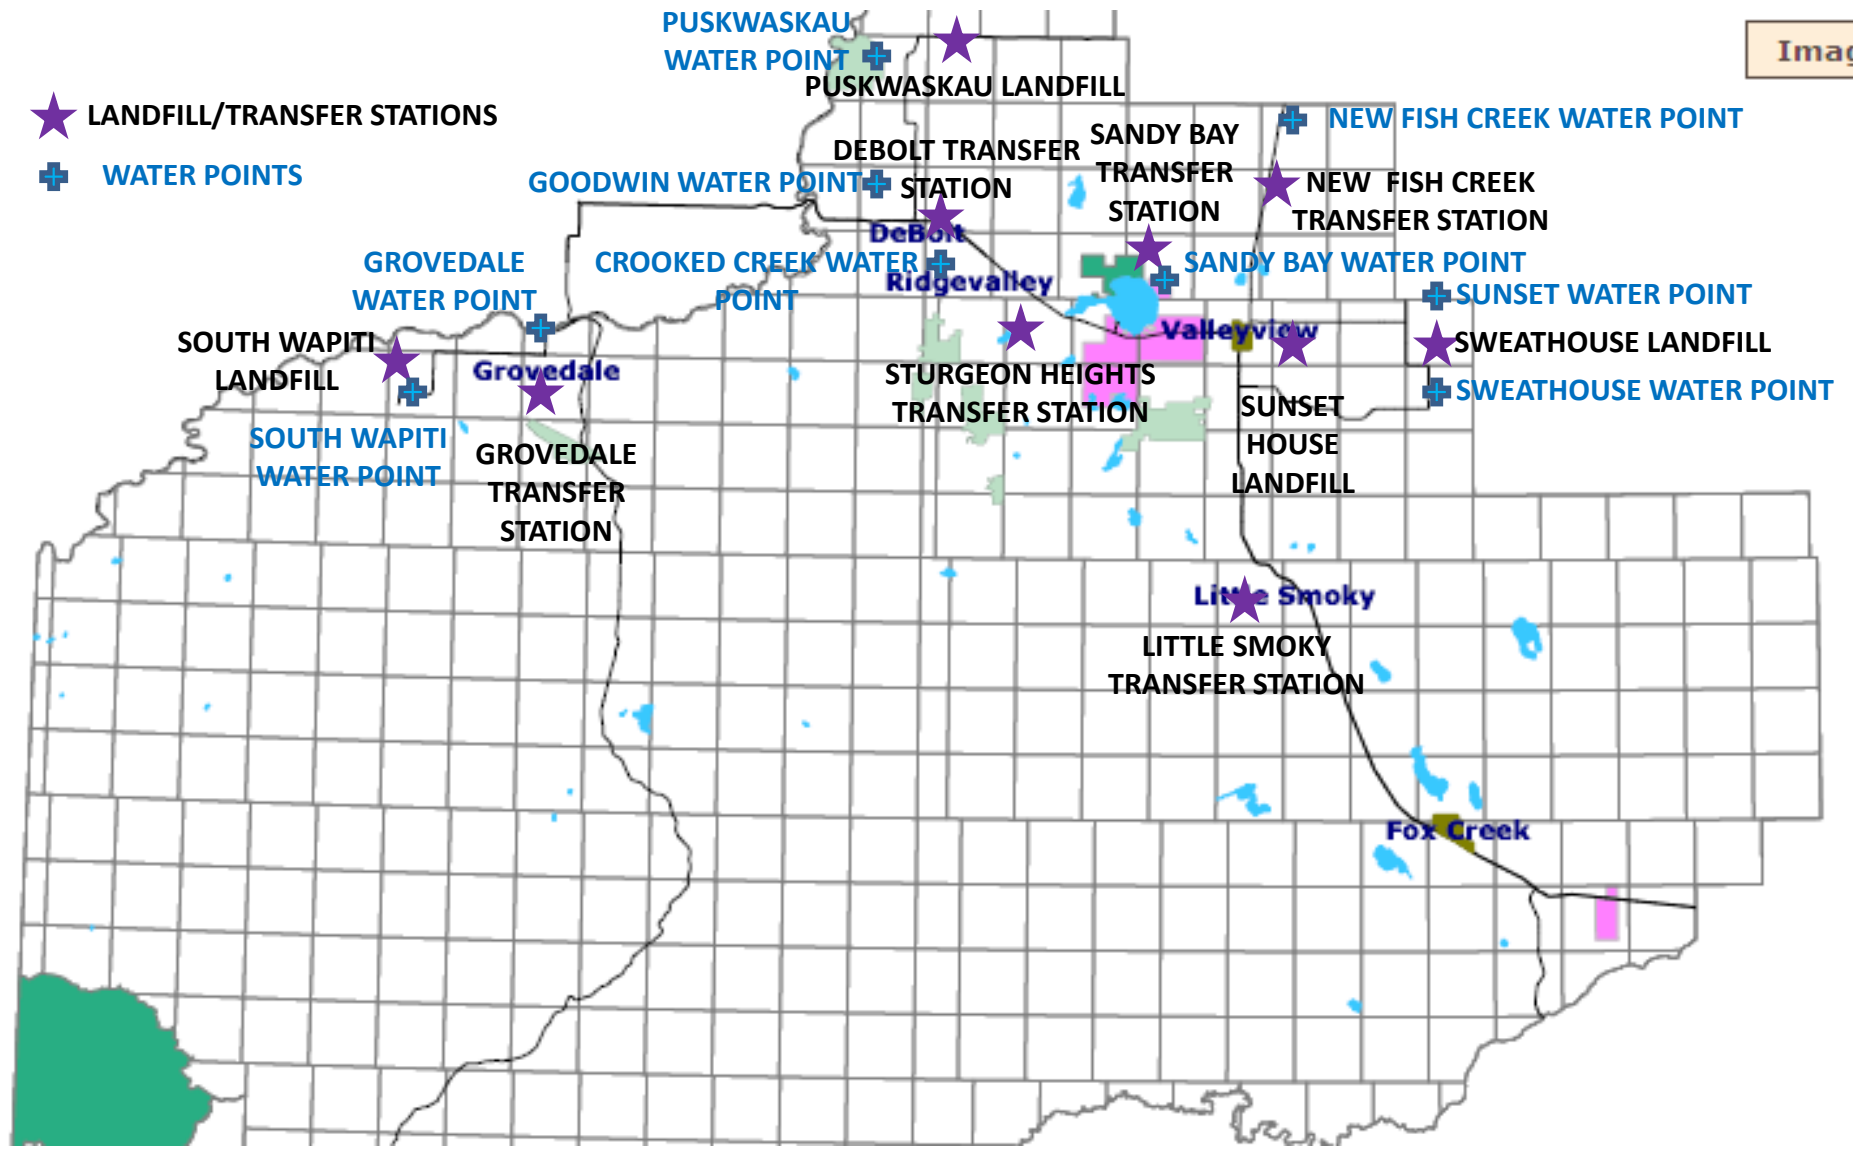 PUSKWASKAU
WATER POINT
PUSKWASKAU LANDFILL
LANDFILL/TRANSFER STATIONS
WATER POINTS
NEW FISH CREEK WATER POINT
DEBOLT TRANSFER
STATION
SANDY BAY
TRANSFER
STATION
GOODWIN WATER POINT
NEW FISH CREEK
TRANSFER STATION
DeBolt
GROVEDALE
WATER POINT
CROOKED CREEK WATER
POINT
Ridgevalley
SANDY BAY WATER POINT
SUNSET WATER POINT
SOUTH WAPITI
LANDFILL
Valleyview
SWEATHOUSE LANDFILL
Grovedale
STURGEON HEIGHTS
TRANSFER STATION
SWEATHOUSE WATER POINT
SUNSET
HOUSE
LANDFILL
SOUTH WAPITI
WATER POINT
GROVEDALE
TRANSFER
STATION
Little Smoky
LITTLE SMOKY
TRANSFER STATION
Fox Creek